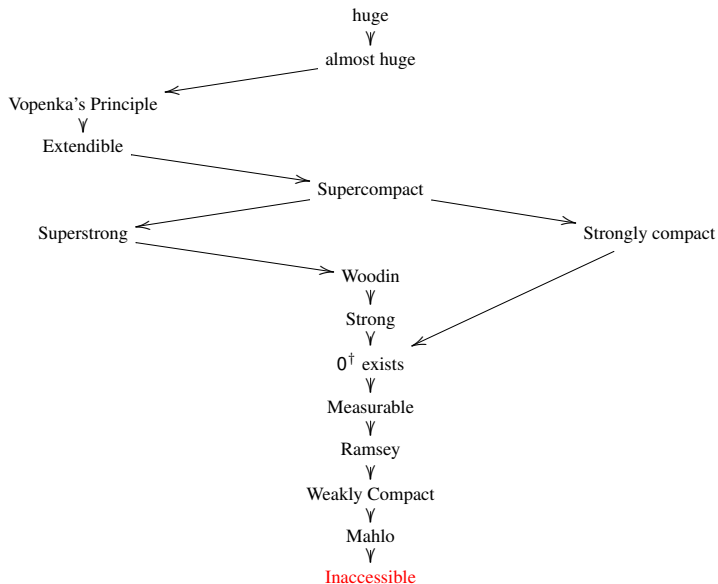 huge
almost huge
Vopenka's Principle
Extendible
Supercompact
Superstrong
Strongly compact
Woodin
Strong
0† exists
Measurable
Ramsey
Weakly Compact
Mahlo
Inaccessible